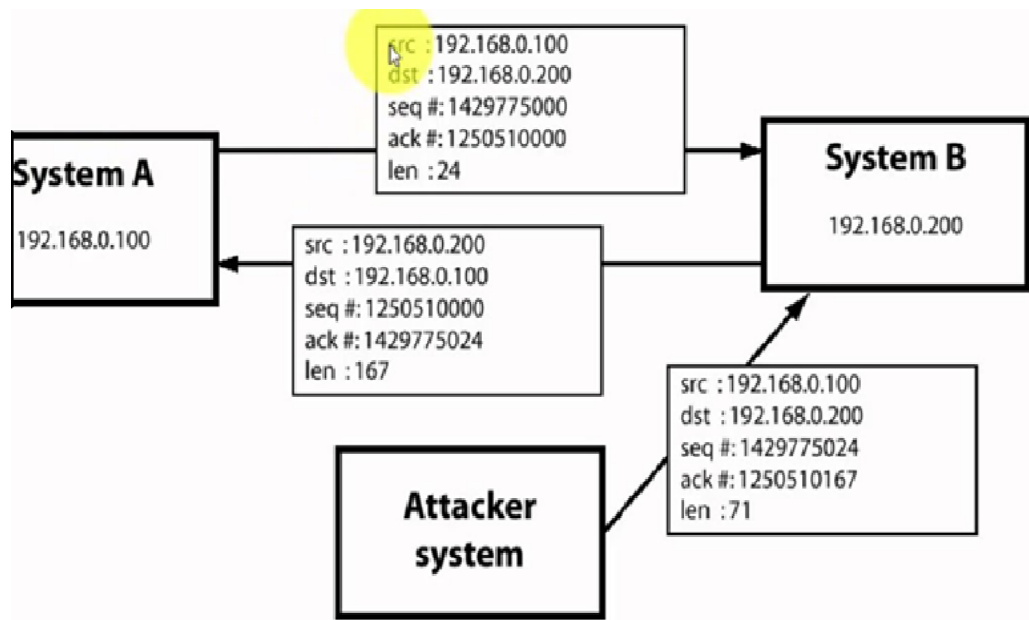 src : 192.168.0.100
dst : 192.168.0.200
seq #: 1429775000
ack #: 1250510000
len : 24
System A
192.168.0.100
System B
192.168.0.200
src : 192.168.0.200
dst : 192.168.0.100
seq #: 1250510000
ack #: 1429775024
len : 167
src : 192.168.0.100
dst : 192.168.0.200
seq #: 1429775024
ack #: 1250510167
len : 71
Attacker
system